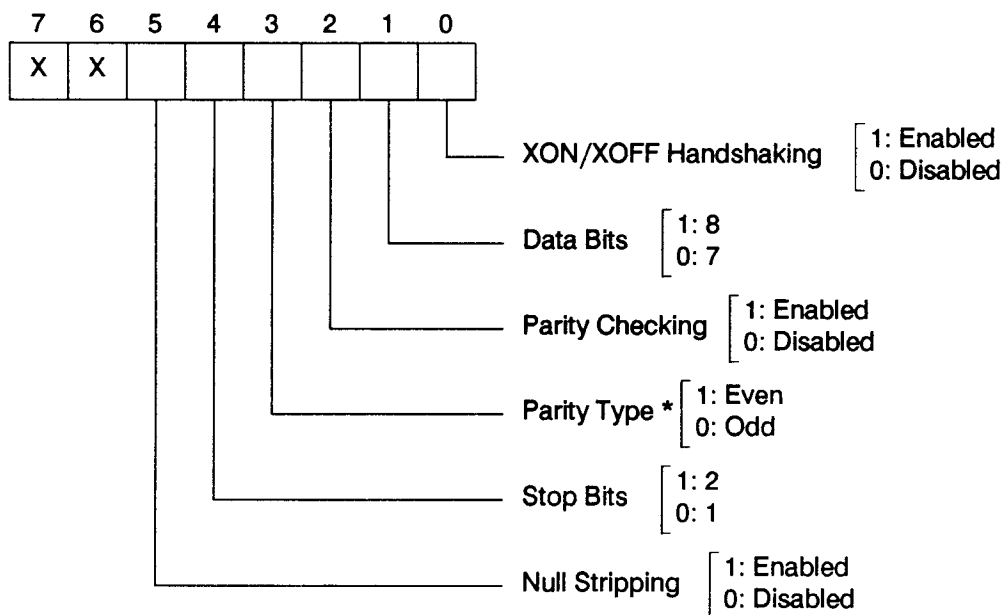 7 6 5 4 3 2 1 0
X X
XON/XOFF Handshaking 1: Enabled
0: Disabled
Data Bits 1: 8
0: 7
Parity Checking 1: Enabled
0: Disabled
Parity Type * 1: Even
0: Odd
Stop Bits 1: 2
0: 1
Null Stripping 1: Enabled
0: Disabled